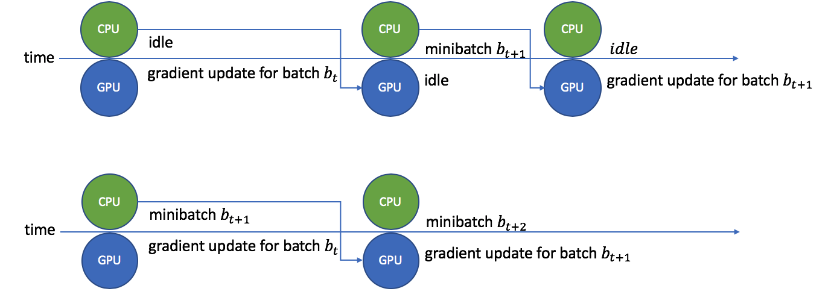 CPU CPU CPU
idle minibatch b_{t+1} idle
time
gradient update for batch b_t idle gradient update for batch b_{t+1}
GPU GPU GPU
CPU CPU
minibatch b_{t+1} minibatch b_{t+2}
time
gradient update for batch b_t gradient update for batch b_{t+1}
GPU GPU